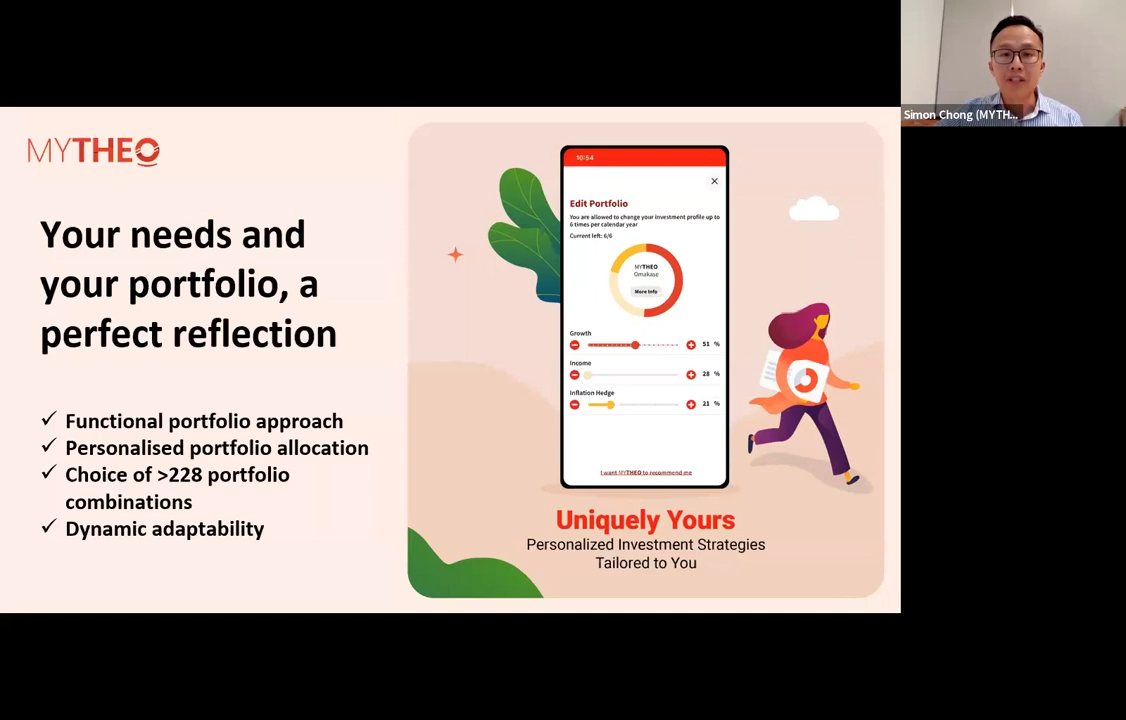 Simon Chong (MYTH...
MYTHEO
Your needs and
your portfolio, a
perfect reflection
✓ Functional portfolio approach
✓ Personalised portfolio allocation
✓ Choice of >228 portfolio
combinations
✓ Dynamic adaptability
10:54
Edit Portfolio
You are allowed to change your investment profile up to
6 times per calendar year
Current left: 6/6
MYTHEO
Omakase
More Info
Growth
51 %
Income
28 %
Inflation Hedge
21 %
I want MYTHEO to recommend me
Uniquely Yours
Personalized Investment Strategies
Tailored to You